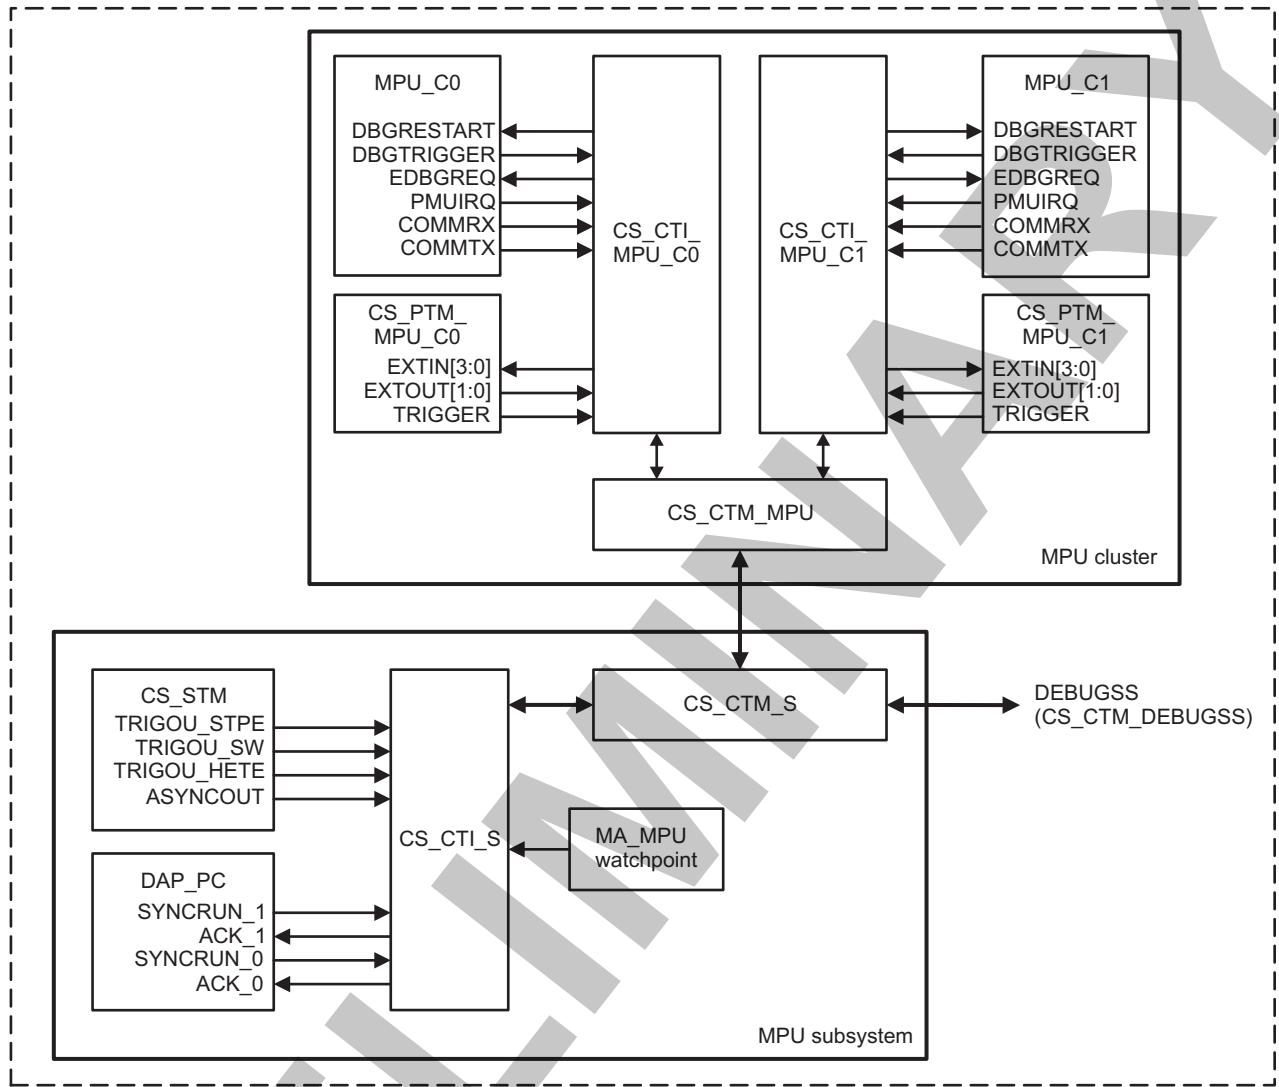 MPU_C0
DBGRESTART
DBGTRIGGER
EDBGREQ
PMUIRQ
COMMRX
COMMTX
CS_CTI_
MPU_C0
CS_CTI_
MPU_C1
MPU_C1
DBGRESTART
DBGTRIGGER
EDBGREQ
PMUIRQ
COMMRX
COMMTX
CS_PTM_
MPU_C0
EXTIN[3:0]
EXTOUT[1:0]
TRIGGER
CS_PTM_
MPU_C1
EXTIN[3:0]
EXTOUT[1:0]
TRIGGER
CS_CTM_MPU
MPU cluster
CS_STM
TRIGOU_STPE
TRIGOU_SW
TRIGOU_HETE
ASYNCOUT
CS_CTI_S
CS_CTM_S
DEBUGSS
(CS_CTM_DEBUGSS)
MA_MPU
watchpoint
DAP_PC
SYNCRUN_1
ACK_1
SYNCRUN_0
ACK_0
MPU subsystem
ELIMINARY